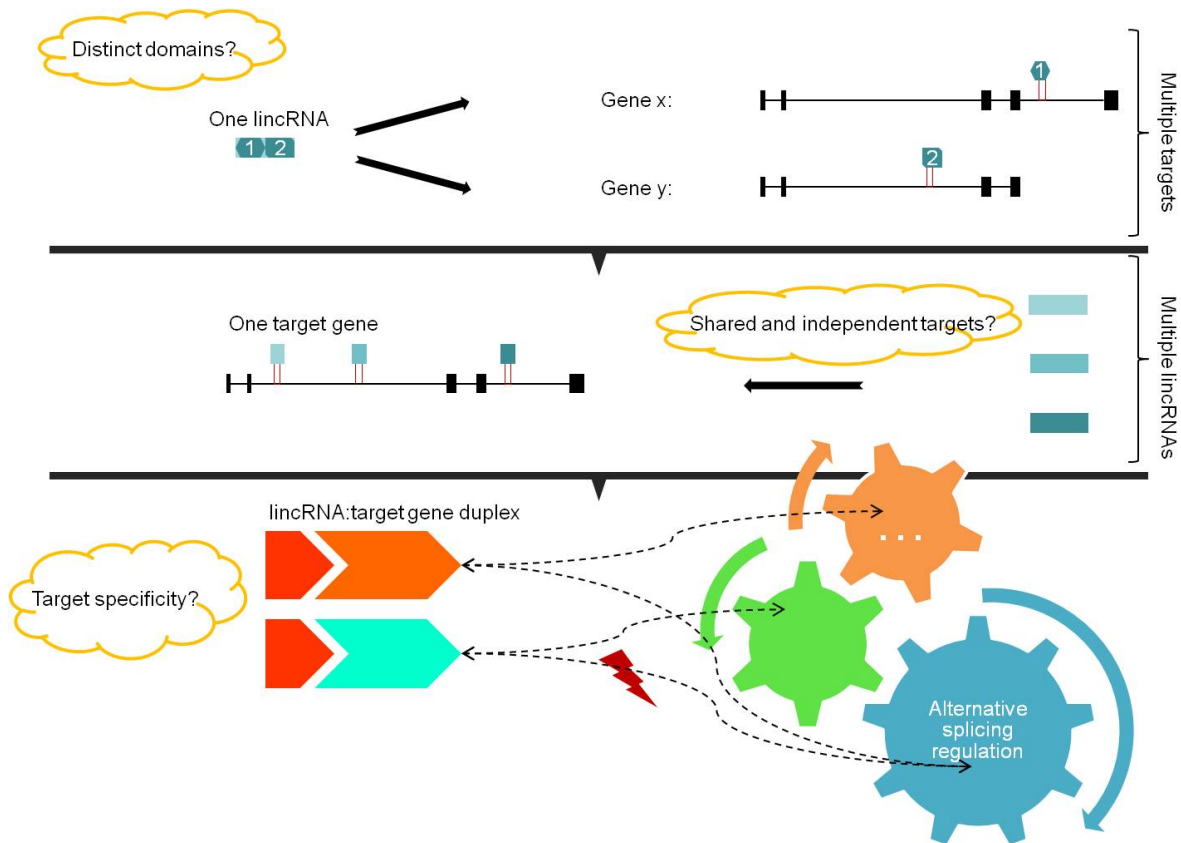 Distinct domains?
One lincRNA
1 2
Gene x:
1
Gene y:
2
Multiple targets
One target gene
Shared and independent targets?
Multiple lincRNAs
lincRNA:target gene duplex
Target specificity?
...
Alternative
splicing
regulation